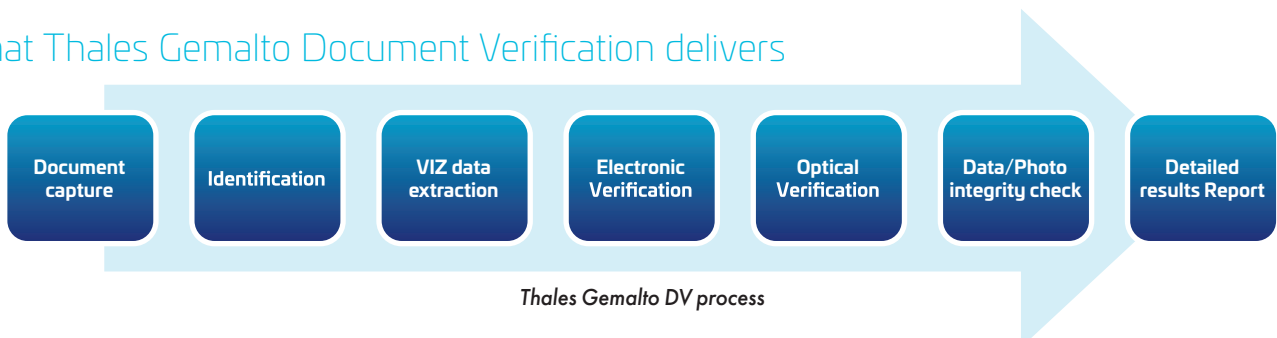 at Thales Gemalto Document Verification delivers
Document
capture
Identification
VIZ data
extraction
Electronic
Verification
Optical
Verification
Data/Photo
integrity check
Detailed
results Report
Thales Gemalto DV process